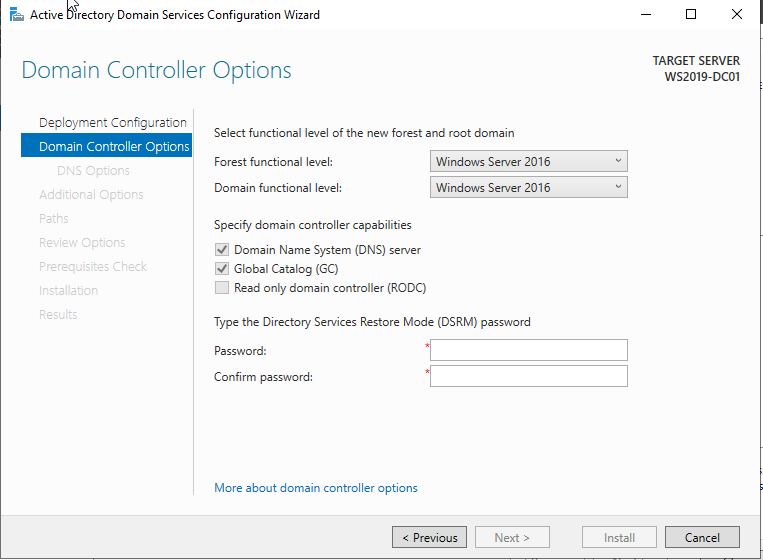 Active Directory Domain Services Configuration Wizard
Domain Controller Options
TARGET SERVER
WS2019-DC01
Deployment Configuration
Domain Controller Options
DNS Options
Additional Options
Paths
Review Options
Prerequisites Check
Installation
Results
Select functional level of the new forest and root domain
Forest functional level: Windows Server 2016
Domain functional level: Windows Server 2016
Specify domain controller capabilities
Domain Name System (DNS) server
Global Catalog (GC)
Read only domain controller (RODC)
Type the Directory Services Restore Mode (DSRM) password
Password: *
Confirm password: *
More about domain controller options
< Previous Next > Install Cancel